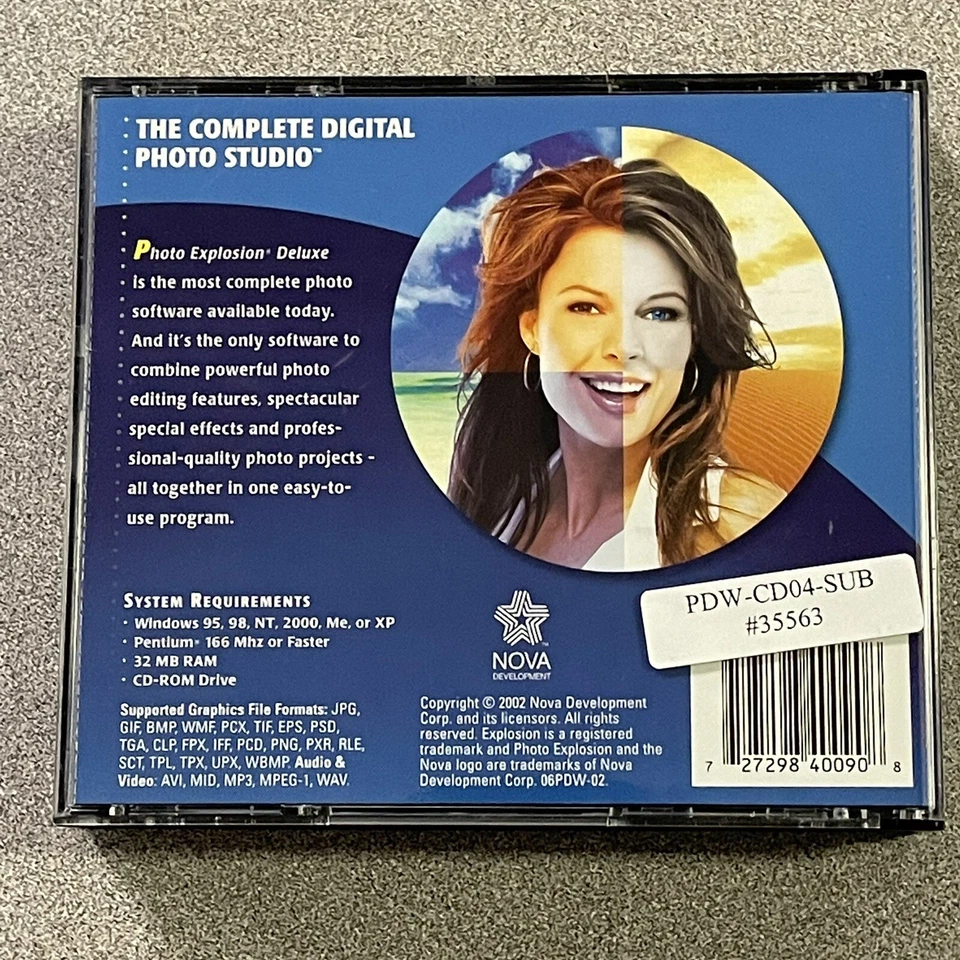 THE COMPLETE DIGITAL
PHOTO STUDIO™
Photo Explosion® Deluxe
is the most complete photo
software available today.
And it's the only software to
combine powerful photo
editing features, spectacular
special effects and profes-
sional-quality photo projects -
all together in one easy-to-
use program.
SYSTEM REQUIREMENTS
· Windows 95, 98, NT, 2000, Me, or XP
· Pentium® 166 Mhz or Faster
· 32 MB RAM
· CD-ROM Drive
Supported Graphics File Formats: JPG,
GIF, BMP, WMF, PCX, TIF, EPS, PSD,
TGA, CLP, FPX, IFF, PCD, PNG, PXR, RLE,
SCT, TPL, TPX, UPX, WBMP. Audio &
Video: AVI, MID, MP3, MPEG-1, WAV.
NOVA™
DEVELOPMENT
Copyright © 2002 Nova Development
Corp. and its licensors. All rights
reserved. Explosion is a registered
trademark and Photo Explosion and the
Nova logo are trademarks of Nova
Development Corp. 06PDW-02.
PDW-CD04-SUB
#35563
7 27298 40090 8